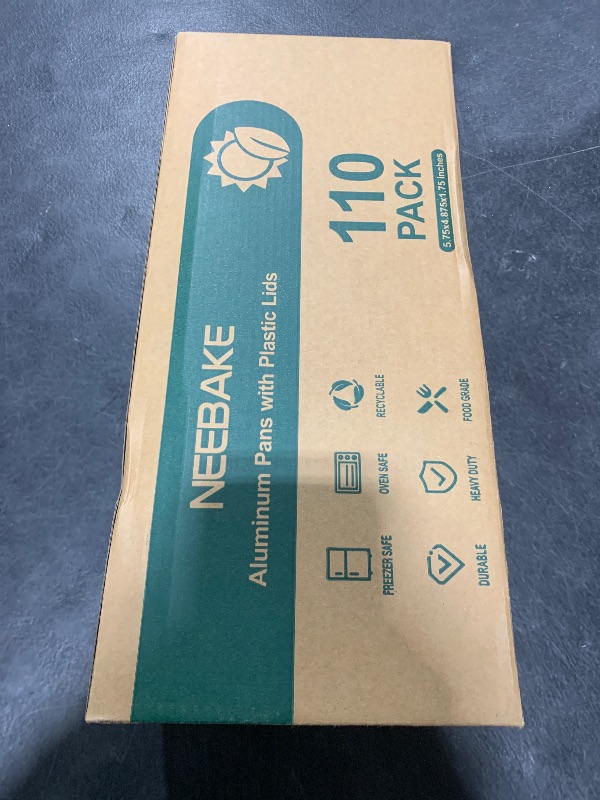 NEEBAKE
Aluminum Pans with Plastic Lids
110
PACK
5.75x4.875x1.75 inches
FREEZER SAFE
OVEN SAFE
RECYCLABLE
DURABLE
HEAVY DUTY
FOOD GRADE